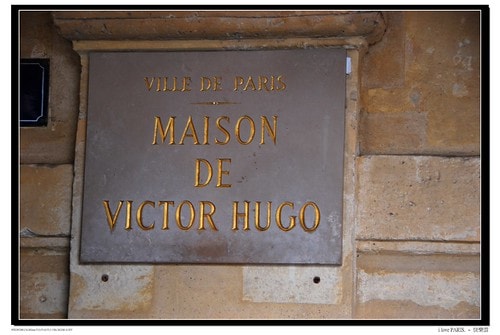 VILLE DE PARIS
MAISON
DE
VICTOR HUGO
i love PARIS.